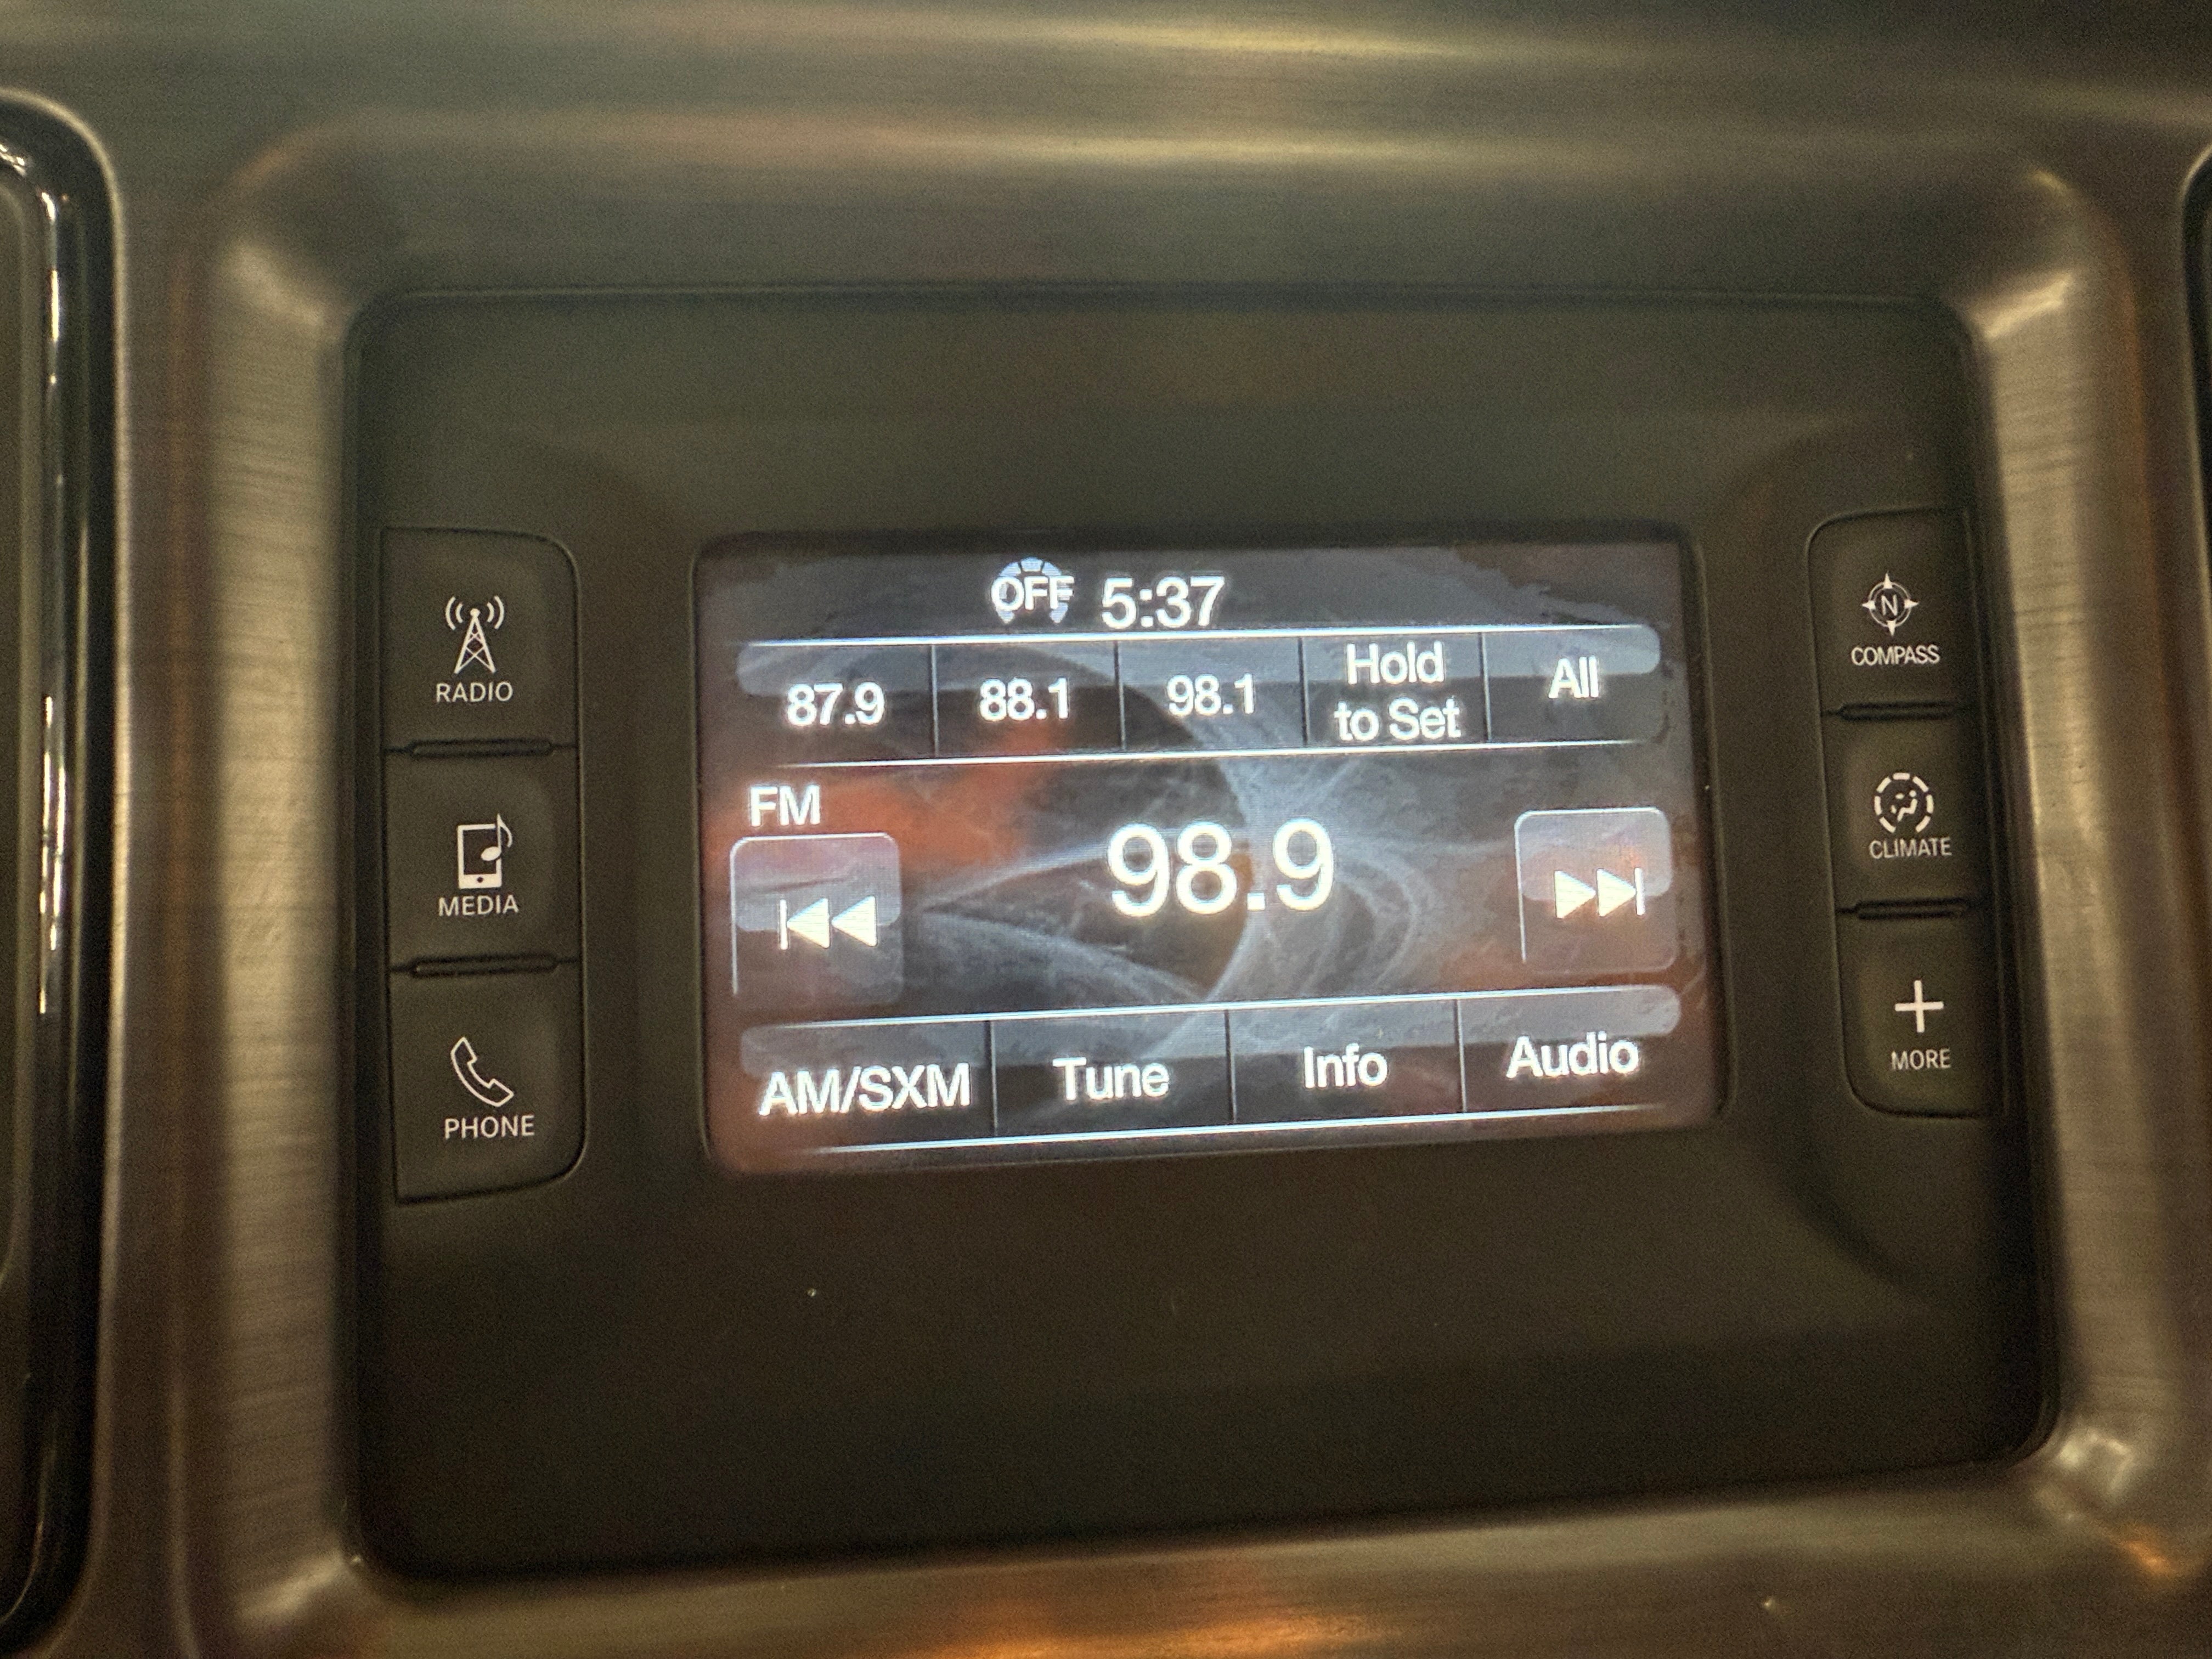 OFF 5:37
87.9 88.1 98.1 Hold to Set All
FM
98.9
AM/SXM Tune Info Audio
RADIO
MEDIA
PHONE
N
COMPASS
CLIMATE
MORE